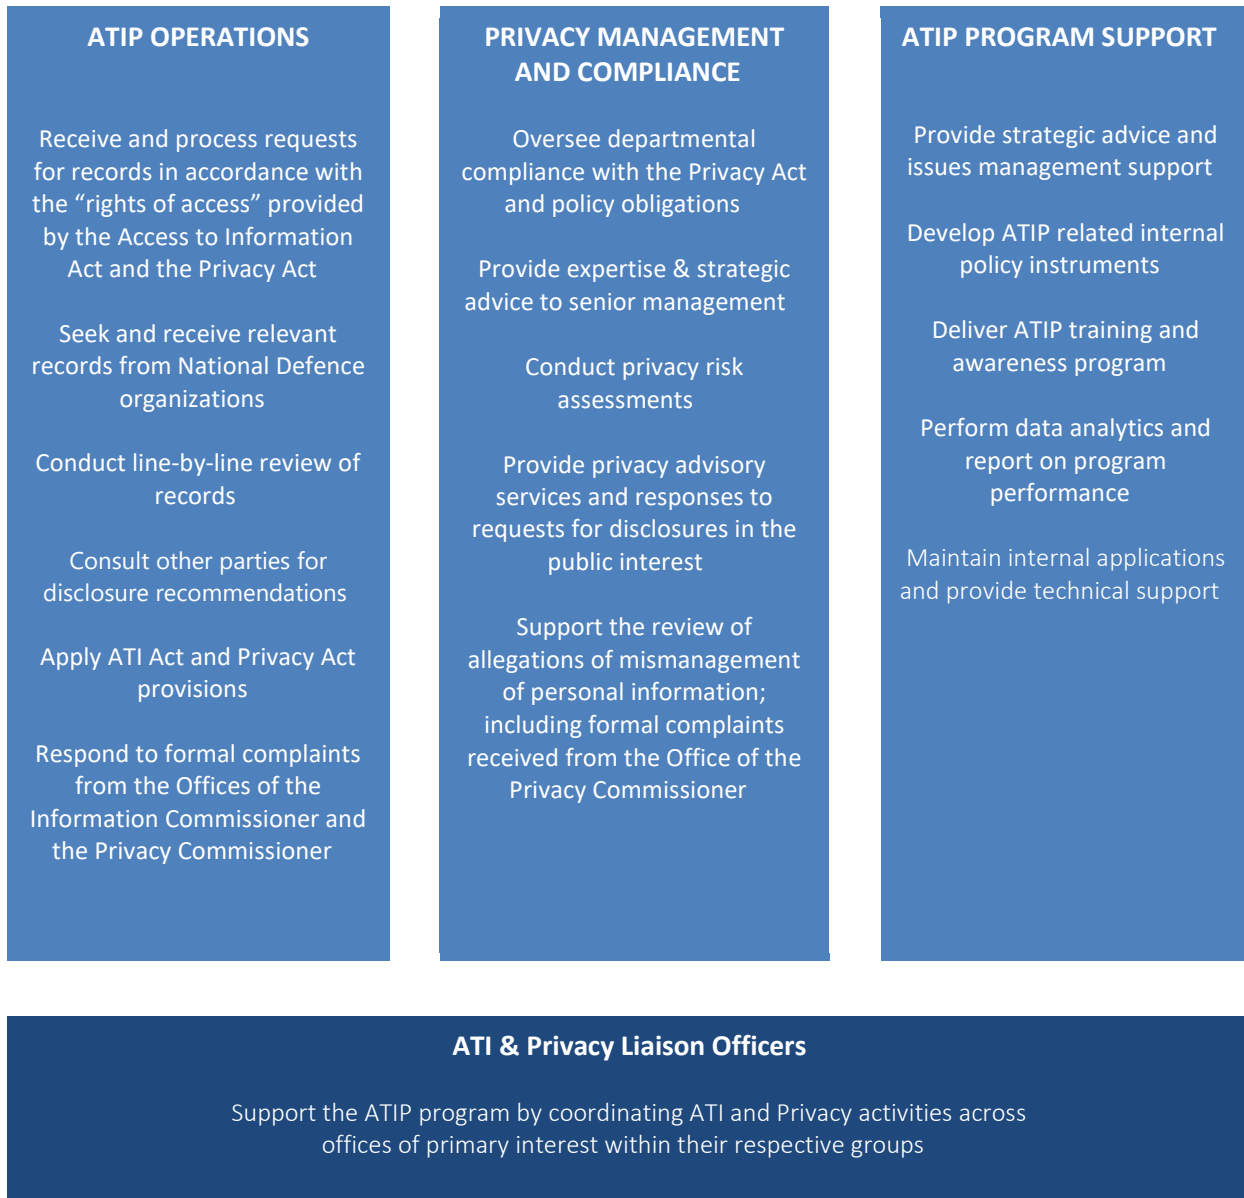 ATIP OPERATIONS
Receive and process requests
for records in accordance with
the “rights of access” provided
by the Access to Information
Act and the Privacy Act
Seek and receive relevant
records from National Defence
organizations
Conduct line-by-line review of
records
Consult other parties for
disclosure recommendations
Apply ATI Act and Privacy Act
provisions
Respond to formal complaints
from the Offices of the
Information Commissioner and
the Privacy Commissioner
PRIVACY MANAGEMENT
AND COMPLIANCE
Oversee departmental
compliance with the Privacy Act
and policy obligations
Provide expertise & strategic
advice to senior management
Conduct privacy risk
assessments
Provide privacy advisory
services and responses to
requests for disclosures in the
public interest
Support the review of
allegations of mismanagement
of personal information;
including formal complaints
received from the Office of the
Privacy Commissioner
ATIP PROGRAM SUPPORT
Provide strategic advice and
issues management support
Develop ATIP related internal
policy instruments
Deliver ATIP training and
awareness program
Perform data analytics and
report on program
performance
Maintain internal applications
and provide technical support
ATI & Privacy Liaison Officers
Support the ATIP program by coordinating ATI and Privacy activities across
offices of primary interest within their respective groups